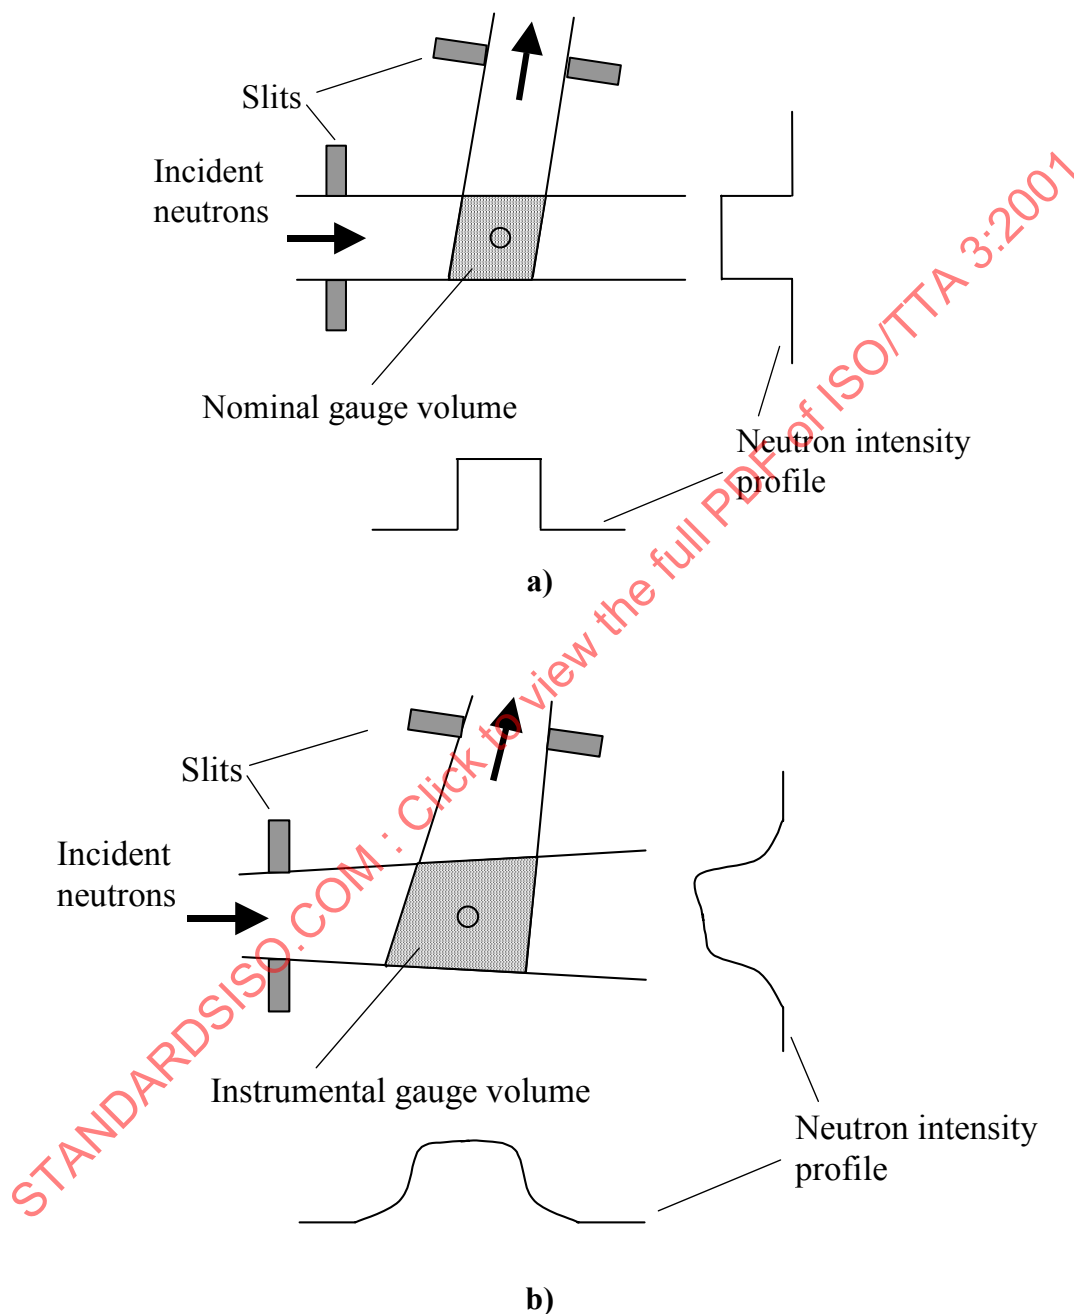 Slits
Incident
neutrons
Nominal gauge volume
Neutron intensity
profile
a)
Slits
Incident
neutrons
Instrumental gauge volume
Neutron intensity
profile
b)
STANDARDSISO.COM : Click to view the full PDF of ISO/TTA 3:2001